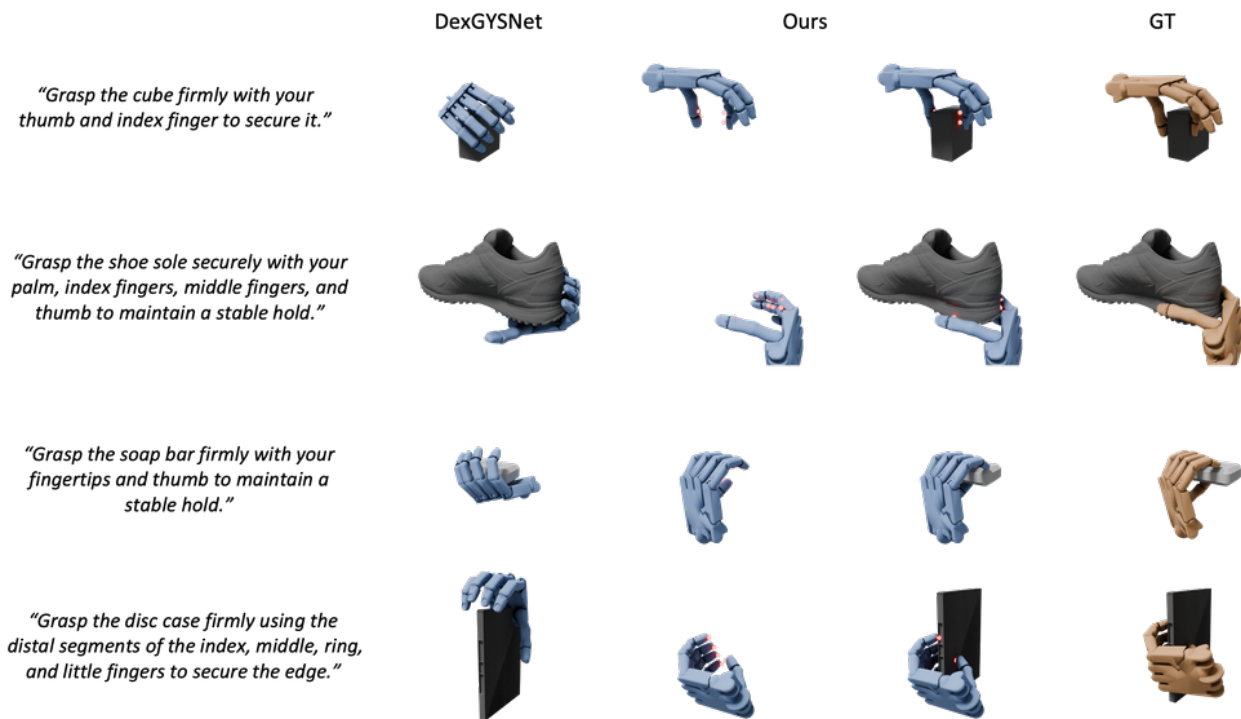 DexGYSNet
Ours
GT
“Grasp the cube firmly with your
thumb and index finger to secure it.”
“Grasp the shoe sole securely with your
palm, index fingers, middle fingers, and
thumb to maintain a stable hold.”
“Grasp the soap bar firmly with your
fingertips and thumb to maintain a
stable hold.”
“Grasp the disc case firmly using the
distal segments of the index, middle, ring,
and little fingers to secure the edge.”